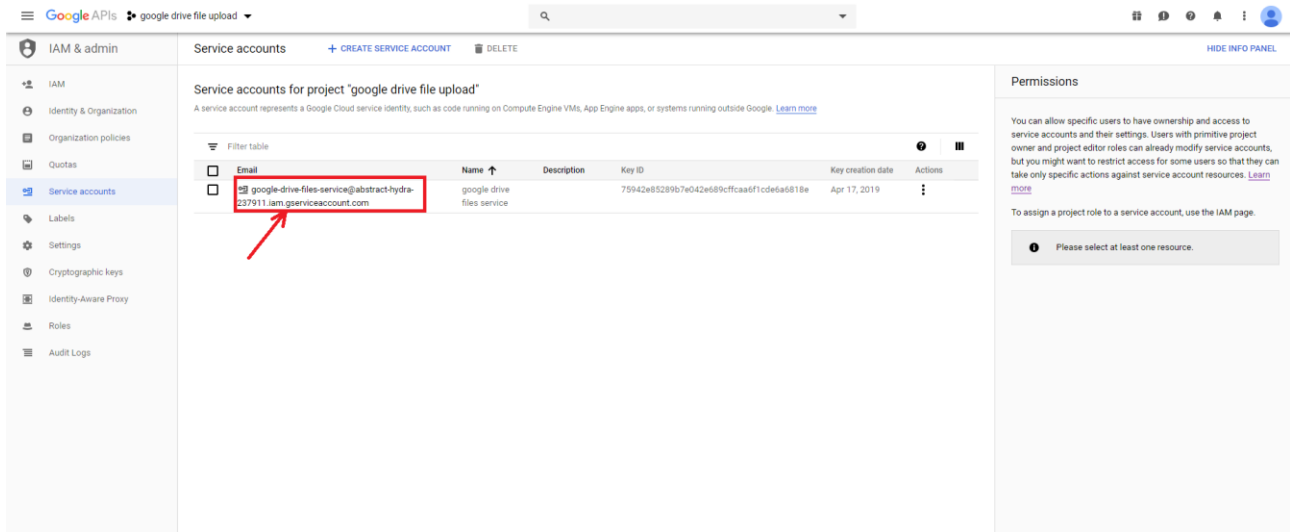 Google APIs google drive file upload
IAM & admin
Service accounts
CREATE SERVICE ACCOUNT
DELETE
HIDE INFO PANEL
IAM
Identity & Organization
Organization policies
Quotas
Service accounts
Labels
Settings
Cryptographic keys
Identity-Aware Proxy
Roles
Audit Logs
Service accounts for project "google drive file upload"
A service account represents a Google Cloud service identity, such as code running on Compute Engine VMs, App Engine apps, or systems running outside Google. Learn more
Filter table
Email Name Description Key ID Key creation date Actions
google-drive-files-service@abstract-hydra- google drive 75942e85289b7e042e689cffcaa6f1cde6a6818e Apr 17, 2019
237911.iam.gserviceaccount.com files service
Permissions
You can allow specific users to have ownership and access to
service accounts and their settings. Users with primitive project
owner and project editor roles can already modify service accounts,
but you might want to restrict access for some users so that they can
take only specific actions against service account resources. Learn
more
To assign a project role to a service account, use the IAM page.
Please select at least one resource.